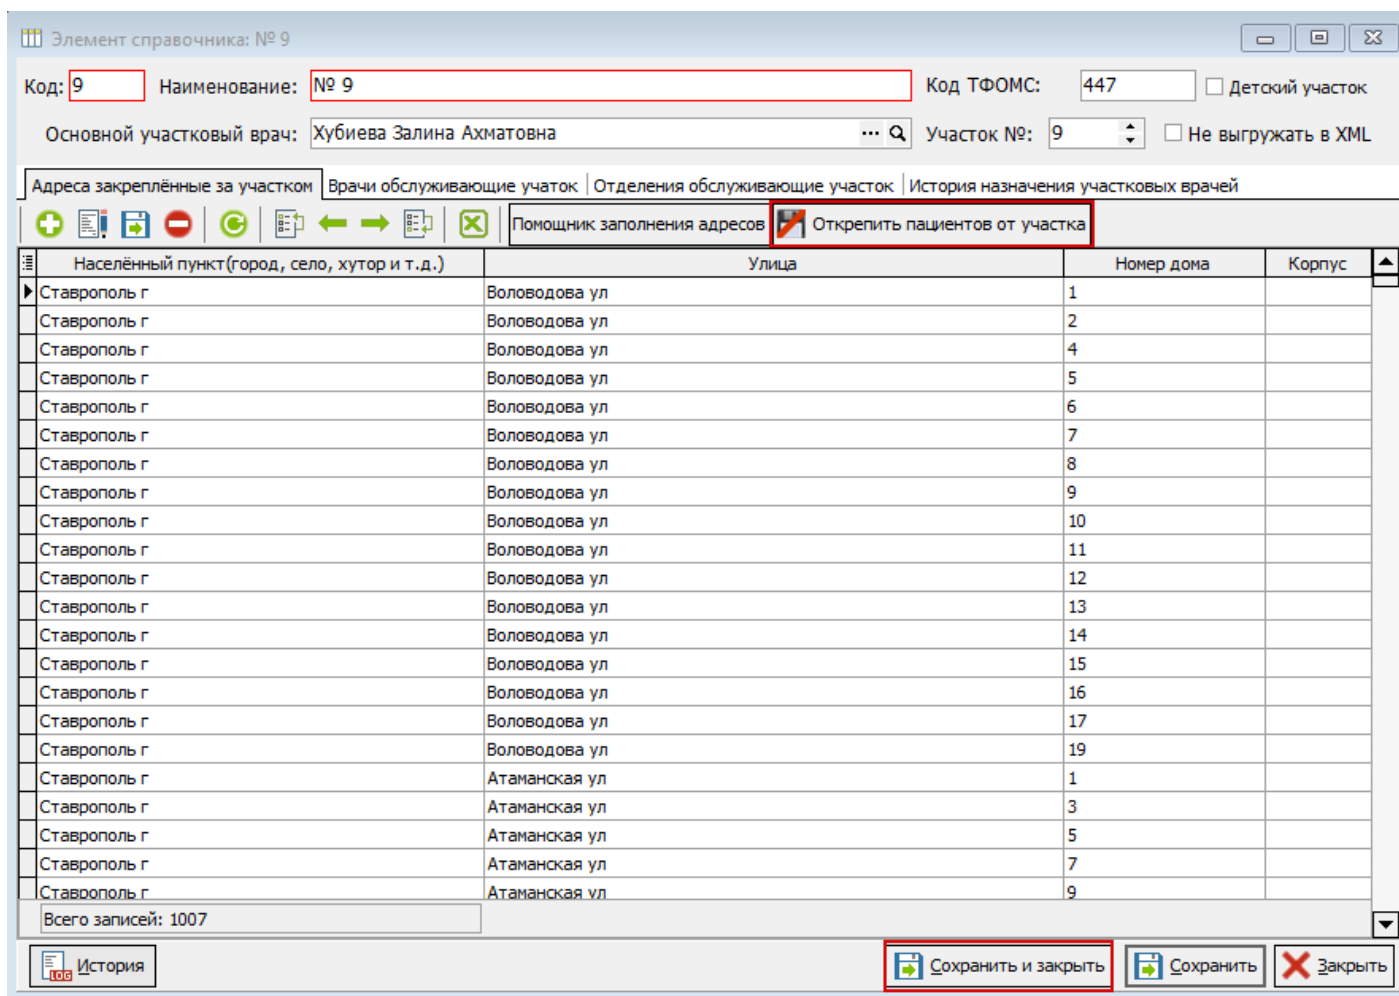 Элемент справочника: № 9
Код: 9 Наименование: № 9 Код ТФОМС: 447 Детский участок
Основной участковый врач: Хубиева Залина Ахматовна ... Участок №: 9 Не выгружать в XML
Адреса закреплённые за участком Врачи обслуживающие учаток Отделения обслуживающие участок История назначения участковых врачей
Помощник заполнения адресов Открепить пациентов от участка
Населённый пункт(город, село, хутор и т.д.) Улица Номер дома Корпус
Ставрополь г Воловодова ул 1
Ставрополь г Воловодова ул 2
Ставрополь г Воловодова ул 4
Ставрополь г Воловодова ул 5
Ставрополь г Воловодова ул 6
Ставрополь г Воловодова ул 7
Ставрополь г Воловодова ул 8
Ставрополь г Воловодова ул 9
Ставрополь г Воловодова ул 10
Ставрополь г Воловодова ул 11
Ставрополь г Воловодова ул 12
Ставрополь г Воловодова ул 13
Ставрополь г Воловодова ул 14
Ставрополь г Воловодова ул 15
Ставрополь г Воловодова ул 16
Ставрополь г Воловодова ул 17
Ставрополь г Воловодова ул 19
Ставрополь г Атаманская ул 1
Ставрополь г Атаманская ул 3
Ставрополь г Атаманская ул 5
Ставрополь г Атаманская ул 7
Ставрополь г Атаманская ул 9
Всего записей: 1007
LOG История Сохранить и закрыть Сохранить Закрыть